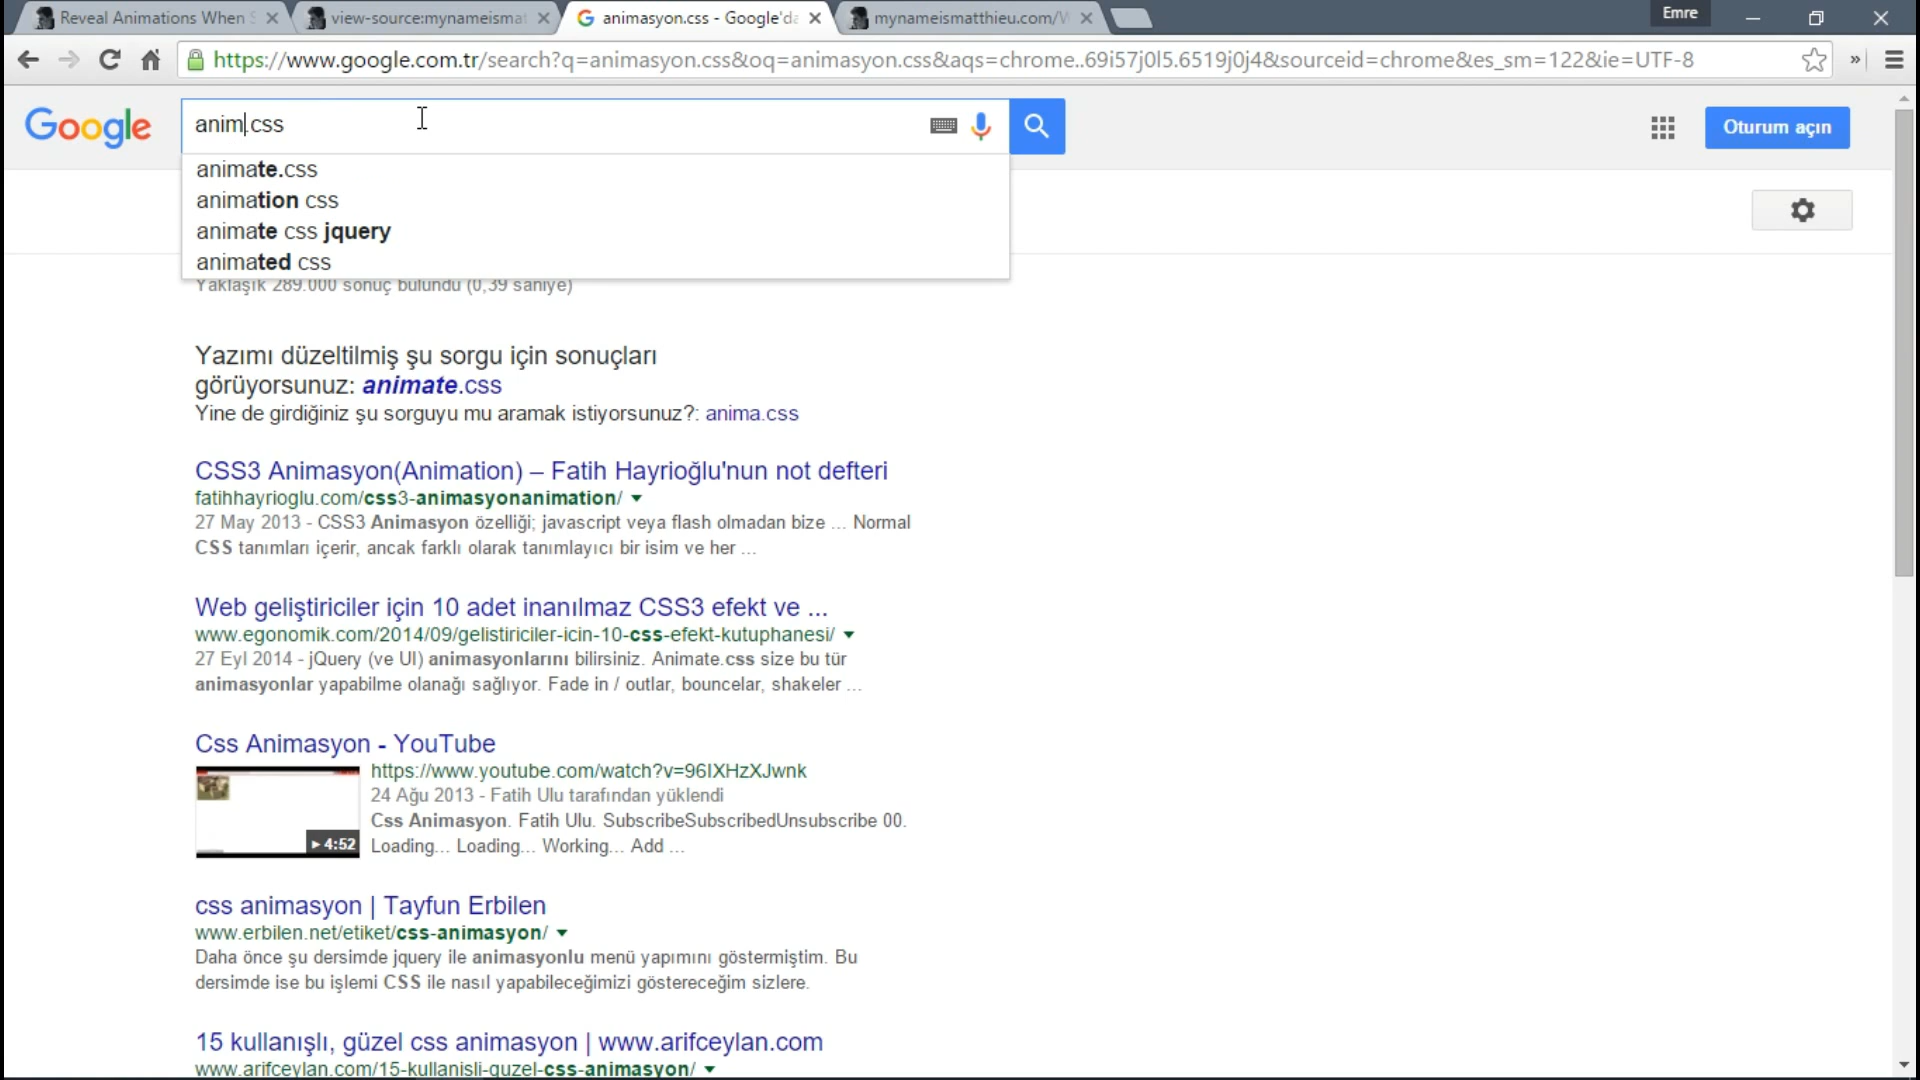 Reveal Animations When S
view-source:mynameismat
animasyon.css - Google'da
mynameismatthieu.com/W
Emre
https://www.google.com.tr/search?q=animasyon.css&oq=animasyon.css&aqs=chrome..69i57j0l5.6519j0j4&sourceid=chrome&es_sm=122&ie=UTF-8
Google
anim.css
Oturum açın
animate.css
animation css
animate css jquery
animated css
Yaklaşık 289.000 sonuç bulundu (0,39 saniye)
Yazımı düzeltilmiş şu sorgu için sonuçları
görüyorsunuz: animate.css
Yine de girdiğiniz şu sorguyu mu aramak istiyorsunuz?: anima.css
CSS3 Animasyon(Animation) – Fatih Hayrioğlu'nun not defteri
fatihhayrioglu.com/css3-animasyonanimation/
27 May 2013 - CSS3 Animasyon özelliği; javascript veya flash olmadan bize ... Normal
CSS tanımları içerir, ancak farklı olarak tanımlayıcı bir isim ve her ...
Web geliştiriciler için 10 adet inanılmaz CSS3 efekt ve ...
www.egonomik.com/2014/09/gelistiriciler-icin-10-css-efekt-kutuphanesi/
27 Eyl 2014 - jQuery (ve UI) animasyonlarını bilirsiniz. Animate.css size bu tür
animasyonlar yapabilme olanağı sağlıyor. Fade in / outlar, bouncelar, shakeler ...
Css Animasyon - YouTube
https://www.youtube.com/watch?v=96IXHzXJwnk
24 Ağu 2013 - Fatih Ulu tarafından yüklendi
Css Animasyon. Fatih Ulu. SubscribeSubscribedUnsubscribe 00.
4:52
Loading... Loading... Working... Add ...
css animasyon | Tayfun Erbilen
www.erbilen.net/etiket/css-animasyon/
Daha önce şu dersimde jquery ile animasyonlu menü yapımını göstermiştim. Bu
dersimde ise bu işlemi CSS ile nasıl yapabileceğimizi göstereceğim sizlere.
15 kullanışlı, güzel css animasyon | www.arifceylan.com
www.arifceylan.com/15-kullanisli-guzel-css-animasyon/